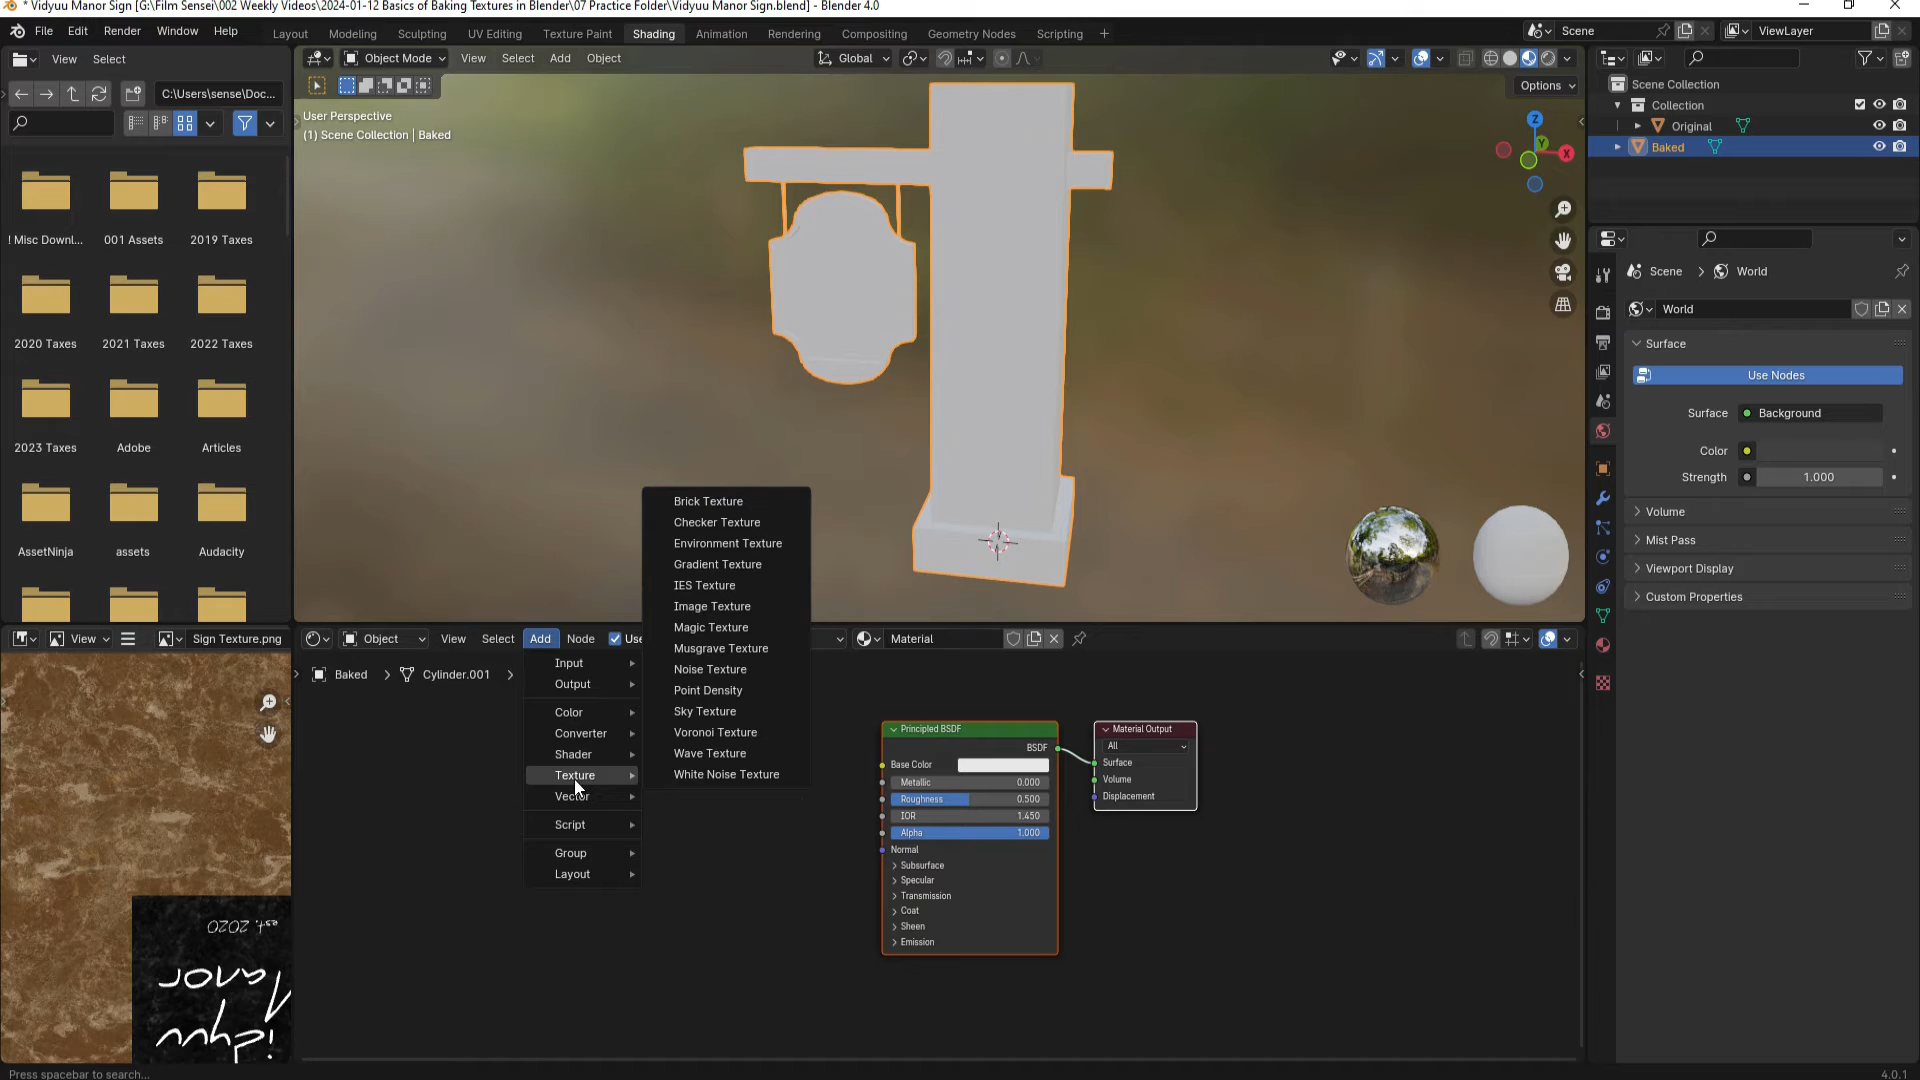 * Vidyuu Manor Sign [G:\Film Sensei\002 Weekly Videos\2024-01-12 Basics of Baking Textures in Blender\07 Practice Folder\Vidyuu Manor Sign.blend] - Blender 4.0
File Edit Render Window Help
Layout Modeling Sculpting UV Editing Texture Paint Shading Animation Rendering Compositing Geometry Nodes Scripting +
Scene
ViewLayer
View Select
C:\Users\sense\Doc...
! Misc Downl... 001 Assets 2019 Taxes
2020 Taxes 2021 Taxes 2022 Taxes
2023 Taxes Adobe Articles
AssetNinja assets Audacity
Object Mode View Select Add Object
Global
Options
User Perspective
(1) Scene Collection | Baked
Z
Y
X
Scene Collection
Collection
Original
Baked
Scene > World
World
Surface
Use Nodes
Surface Background
Color
Strength 1.000
Volume
Mist Pass
Viewport Display
Custom Properties
View
Sign Texture.png
est. 2020
Manor
idyuu
Object View Select Add Node Use
Material
Baked > Cylinder.001 >
Input
Output
Color
Converter
Shader
Texture
Vector
Script
Group
Layout
Brick Texture
Checker Texture
Environment Texture
Gradient Texture
IES Texture
Image Texture
Magic Texture
Musgrave Texture
Noise Texture
Point Density
Sky Texture
Voronoi Texture
Wave Texture
White Noise Texture
Principled BSDF
BSDF
Base Color
Metallic 0.000
Roughness 0.500
IOR 1.450
Alpha 1.000
Normal
Subsurface
Specular
Transmission
Coat
Sheen
Emission
Material Output
All
Surface
Volume
Displacement
Press spacebar to search...
4.0.1